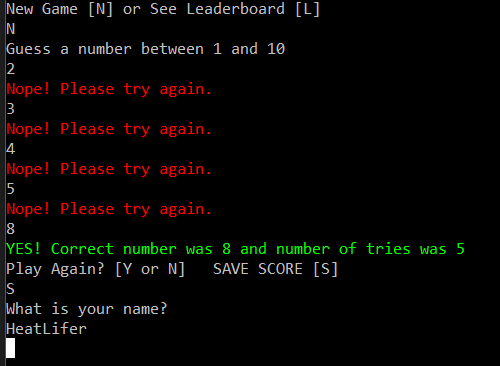 New Game [N] or See Leaderboard [L]
N
Guess a number between 1 and 10
2
Nope! Please try again.
3
Nope! Please try again.
4
Nope! Please try again.
5
Nope! Please try again.
8
YES! Correct number was 8 and number of tries was 5
Play Again? [Y or N]   SAVE SCORE [S]
S
What is your name?
HeatLifer